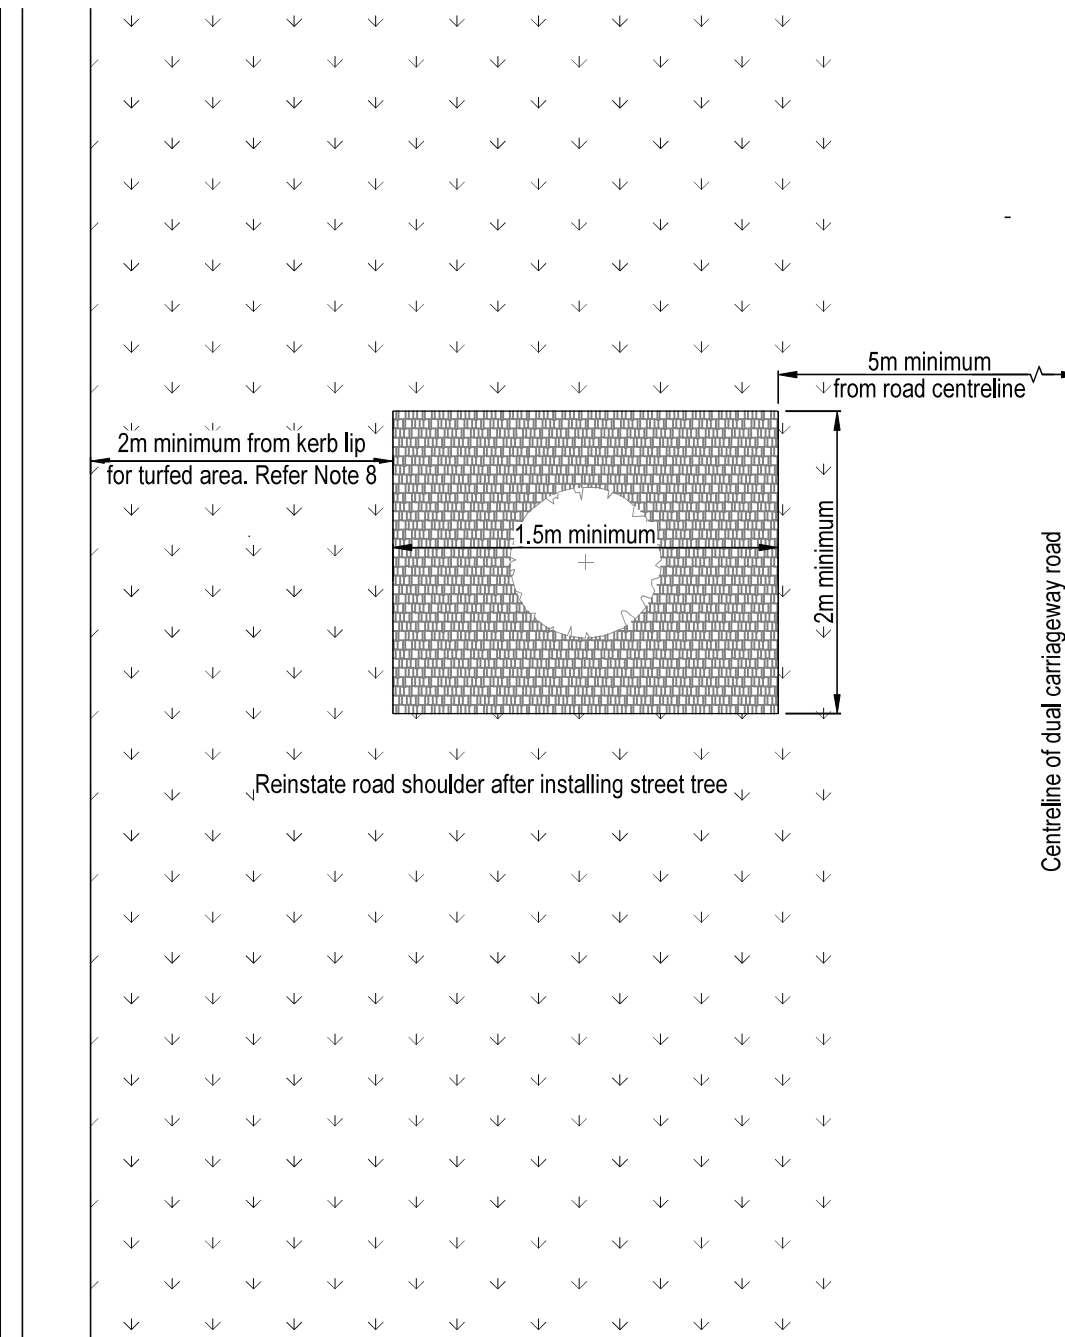 5m minimum
from road centreline
2m minimum from kerb lip
for turfed area. Refer Note 8
1.5m minimum
2m minimum
Centreline of dual carriageway road
Reinstate road shoulder after installing street tree